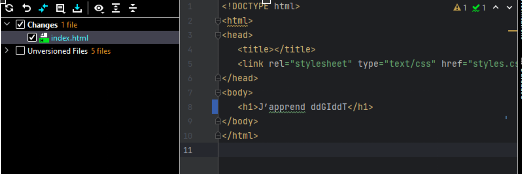 Changes 1 file
index.html
Unversioned Files 5 files
1 <!DOCTYPE html>
2 <html>
3 <head>
4 <title></title>
5 <link rel="stylesheet" type="text/css" href="styles.cs
6 </head>
7 <body>
8 <h1>J'apprend ddGIddT</h1>
9 </body>
10 </html>
11
1 1